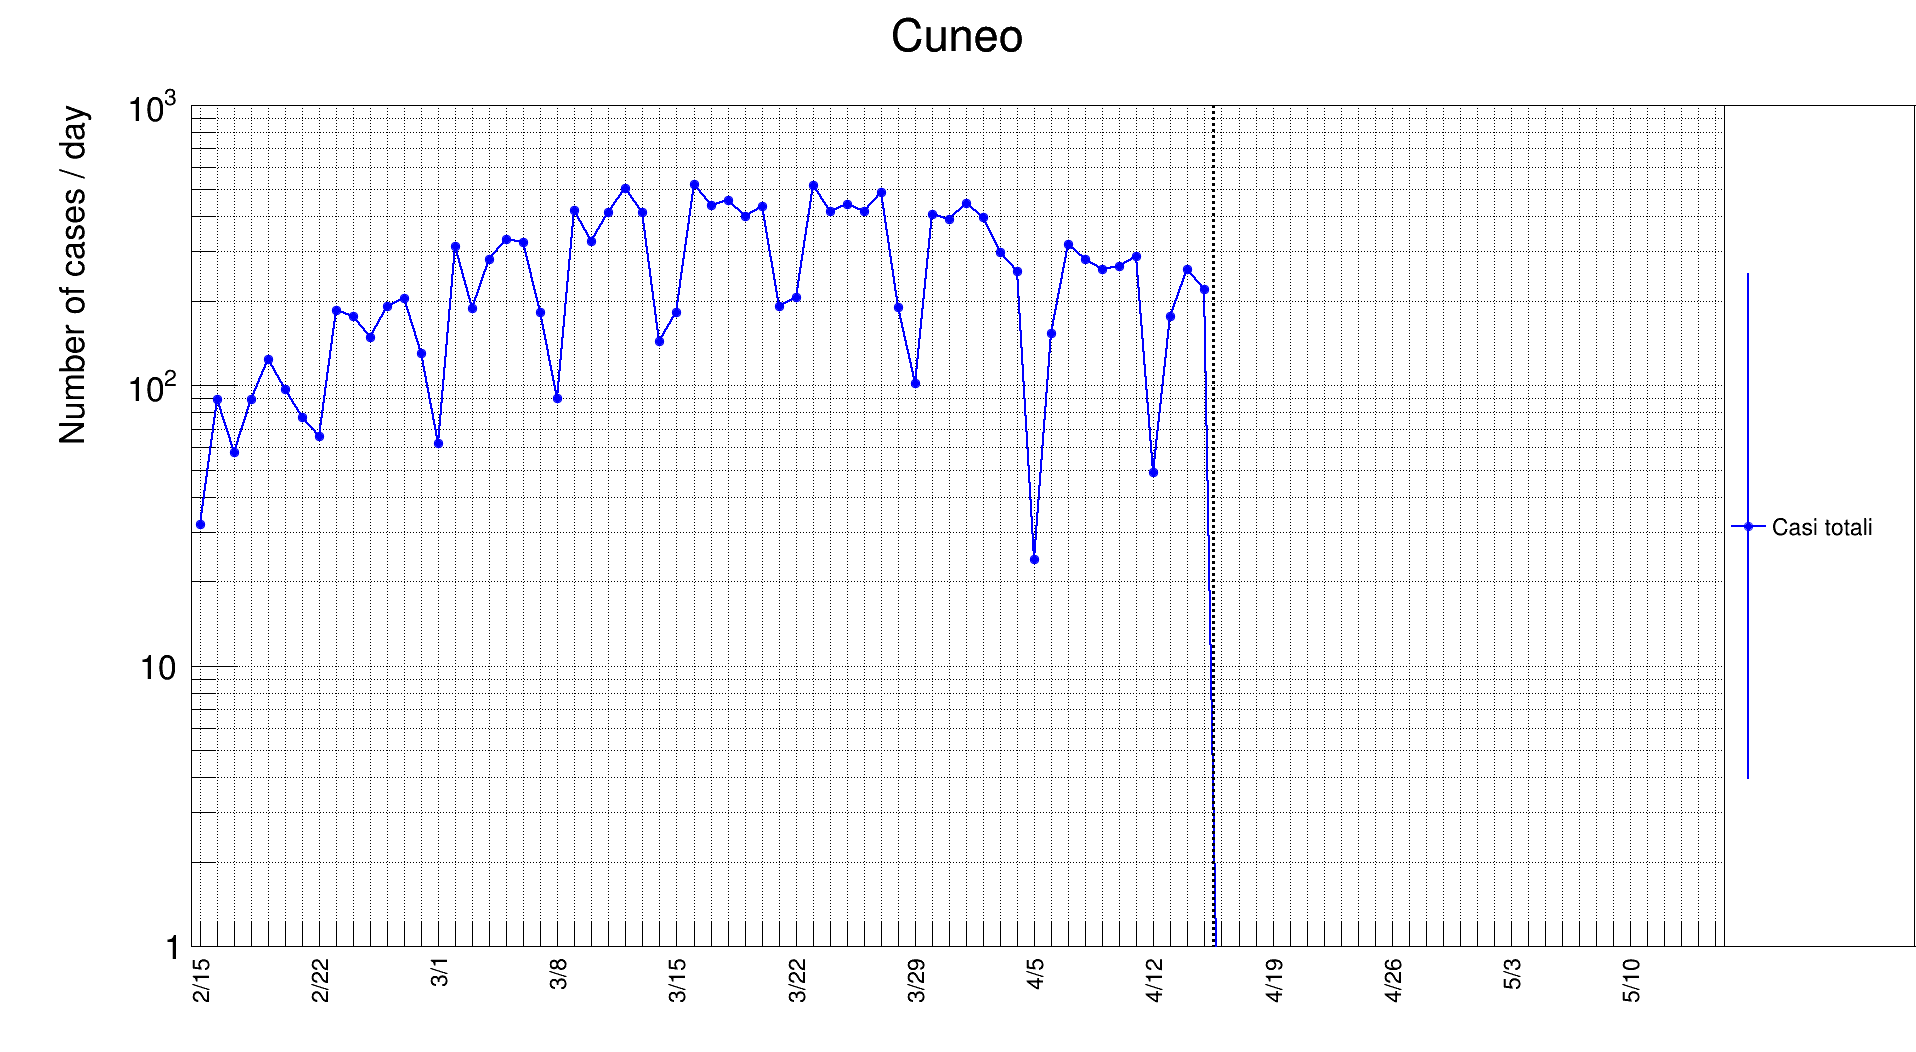 Cuneo
Number of cases / day
10³
10²
10
1
2/15 2/22 3/1 3/8 3/15 3/22 3/29 4/5 4/12 4/19 4/26 5/3 5/10
Casi totali